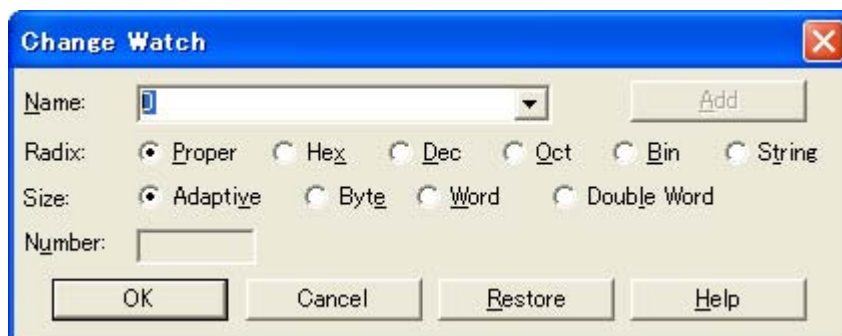 Change Watch
Name: Add
Radix: Proper Hex Dec Oct Bin String
Size: Adaptive Byte Word Double Word
Number:
OK Cancel Restore Help